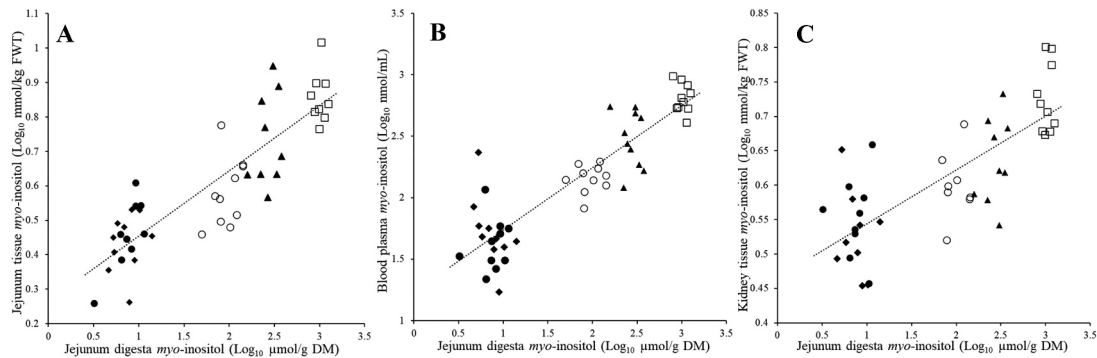 A
Jejunum tissue myo-inositol (Log10 mmol/kg FWT)
1.1
1
0.9
0.8
0.7
0.6
0.5
0.4
0.3
0.2
0 0.5 1 1.5 2 2.5 3 3.5
Jejunum digesta myo-inositol (Log10 µmol/g DM)
B
Blood plasma myo-inositol (Log10 nmol/mL)
3.5
3
2.5
2
1.5
1
0 0.5 1 1.5 2 2.5 3 3.5
Jejunum digesta myo-inositol (Log10 µmol/g DM)
C
Kidney tissue myo-inositol (Log10 mmol/kg FWT)
0.85
0.8
0.75
0.7
0.65
0.6
0.55
0.5
0.45
0.4
0 0.5 1 1.5 2 2.5 3 3.5
Jejunum digesta myo-inositol (Log10 µmol/g DM)